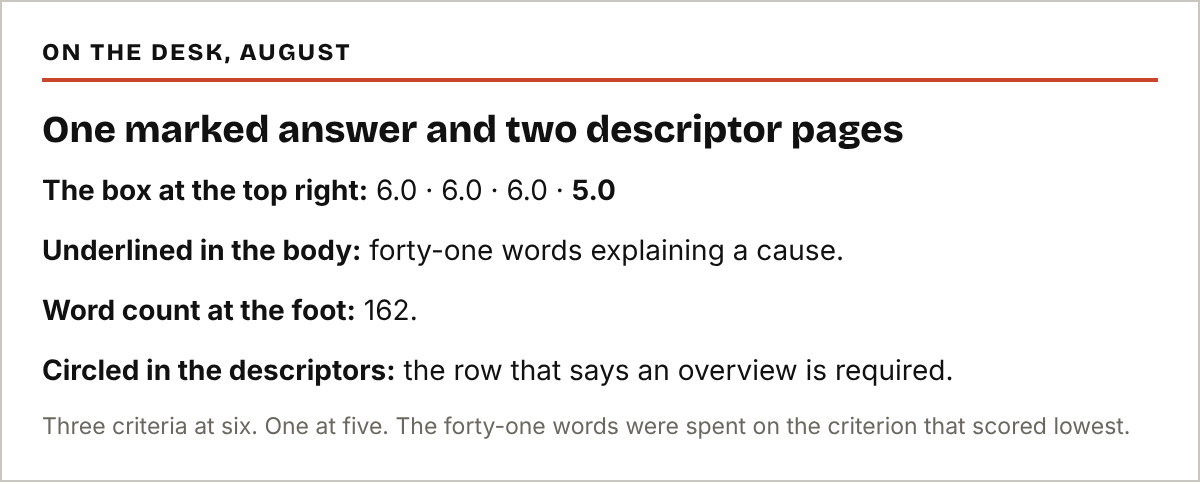 ON THE DESK, AUGUST
One marked answer and two descriptor pages
The box at the top right: 6.0 · 6.0 · 6.0 · 5.0
Underlined in the body: forty-one words explaining a cause.
Word count at the foot: 162.
Circled in the descriptors: the row that says an overview is required.
Three criteria at six. One at five. The forty-one words were spent on the criterion that scored lowest.